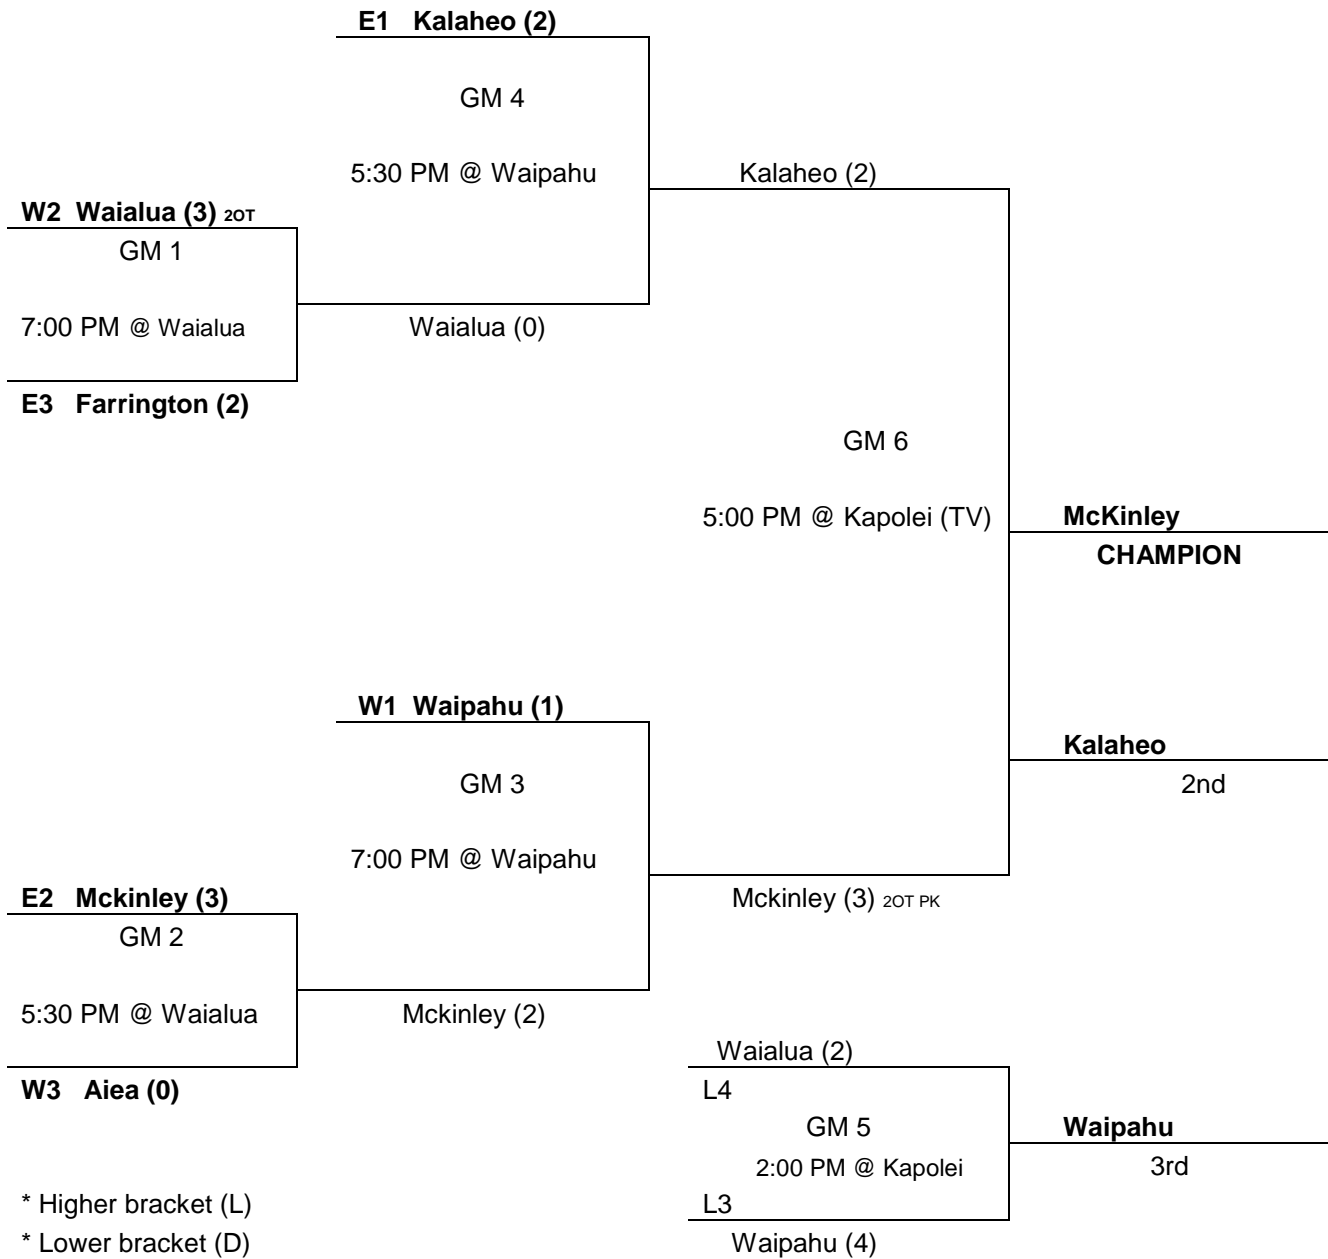 E1 Kalaheo (2)
GM 4
5:30 PM @ Waipahu
Kalaheo (2)
W2 Waialua (3) 2OT
GM 1
7:00 PM @ Waialua
Waialua (0)
E3 Farrington (2)
GM 6
5:00 PM @ Kapolei (TV)
McKinley
CHAMPION
W1 Waipahu (1)
Kalaheo
2nd
GM 3
7:00 PM @ Waipahu
E2 Mckinley (3)
Mckinley (3) 2OT PK
GM 2
5:30 PM @ Waialua
Mckinley (2)
Waialua (2)
W3 Aiea (0)
L4
GM 5
Waipahu
2:00 PM @ Kapolei
3rd
* Higher bracket (L)
L3
* Lower bracket (D)
Waipahu (4)